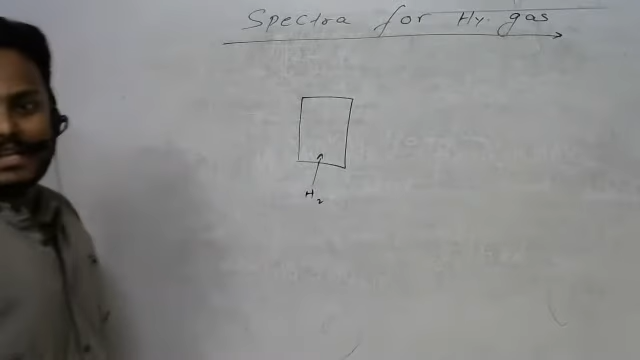 Spectra for Hy. gas
H₂